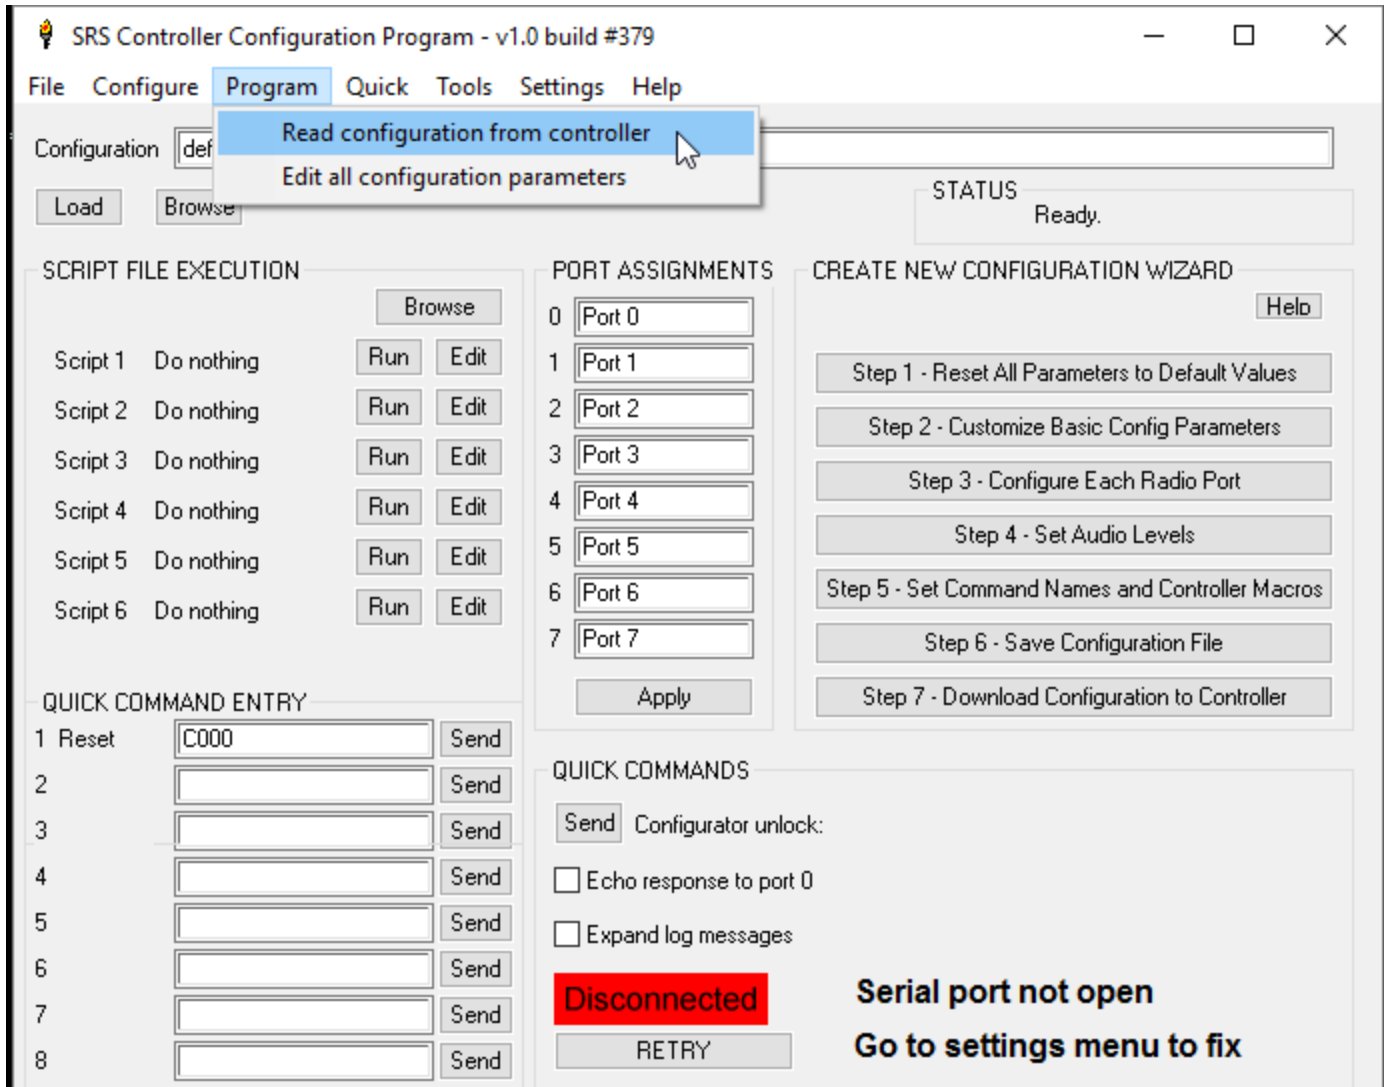 SRS Controller Configuration Program - v1.0 build #379
File Configure Program Quick Tools Settings Help
Read configuration from controller
Edit all configuration parameters
Configuration def
Load Browse
STATUS
Ready.
SCRIPT FILE EXECUTION
Browse
Script 1 Do nothing Run Edit
Script 2 Do nothing Run Edit
Script 3 Do nothing Run Edit
Script 4 Do nothing Run Edit
Script 5 Do nothing Run Edit
Script 6 Do nothing Run Edit
PORT ASSIGNMENTS
0 Port 0
1 Port 1
2 Port 2
3 Port 3
4 Port 4
5 Port 5
6 Port 6
7 Port 7
Apply
CREATE NEW CONFIGURATION WIZARD
Help
Step 1 - Reset All Parameters to Default Values
Step 2 - Customize Basic Config Parameters
Step 3 - Configure Each Radio Port
Step 4 - Set Audio Levels
Step 5 - Set Command Names and Controller Macros
Step 6 - Save Configuration File
Step 7 - Download Configuration to Controller
QUICK COMMAND ENTRY
1 Reset C000 Send
2 Send
3 Send
4 Send
5 Send
6 Send
7 Send
8 Send
QUICK COMMANDS
Send Configurator unlock:
Echo response to port 0
Expand log messages
Disconnected
RETRY
Serial port not open
Go to settings menu to fix